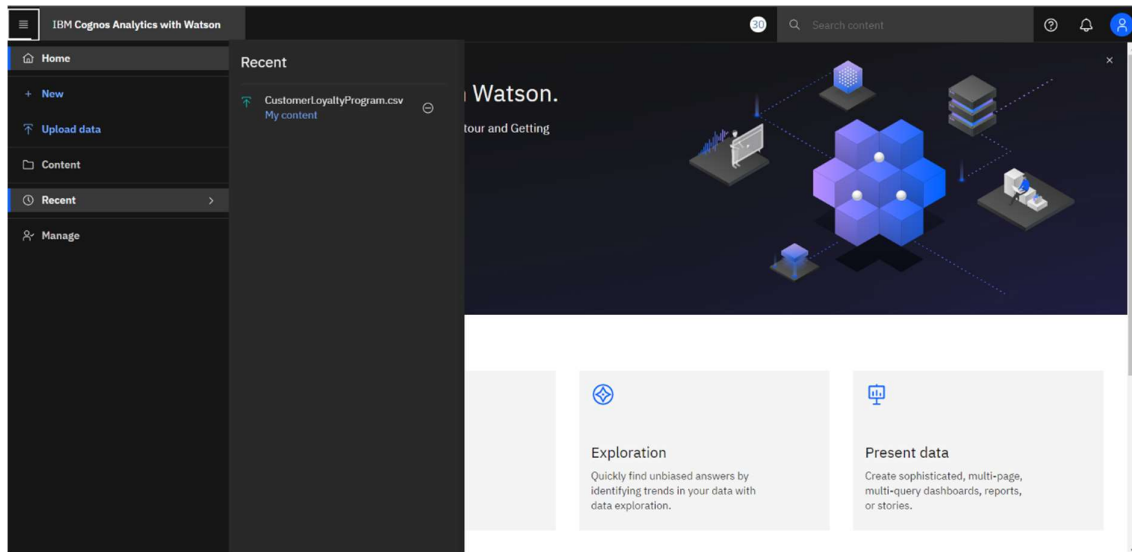 IBM Cognos Analytics with Watson
30
Search content
Home
New
Upload data
Content
Recent
Manage
Recent
CustomerLoyaltyProgram.csv
My content
Watson.
tour and Getting
Exploration
Quickly find unbiased answers by
identifying trends in your data with
data exploration.
Present data
Create sophisticated, multi-page,
multi-query dashboards, reports,
or stories.